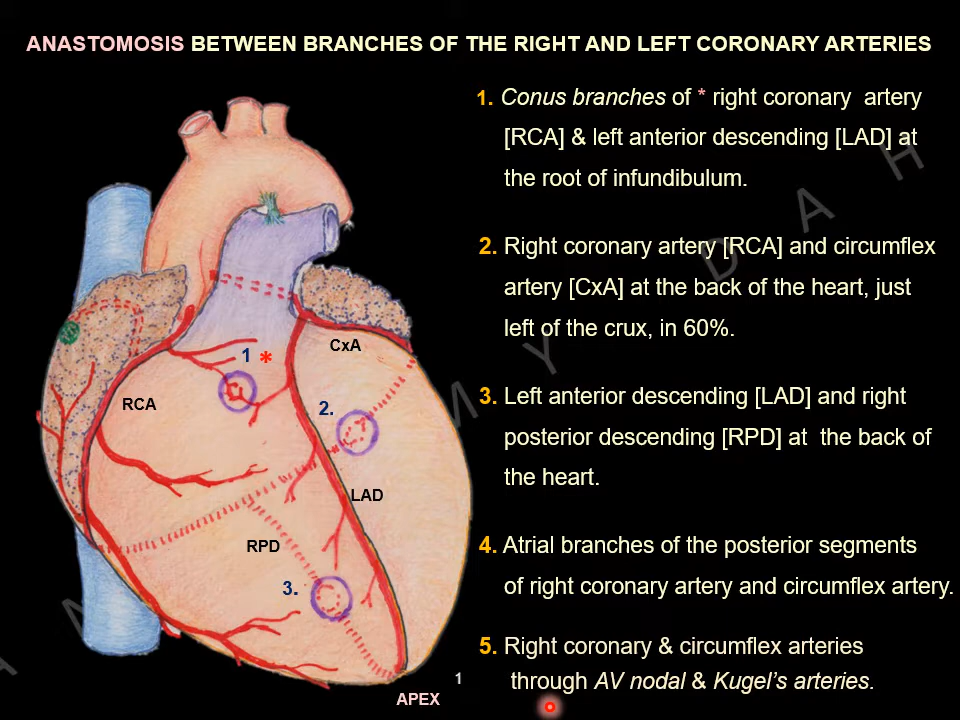 1
ANASTOMOSIS BETWEEN BRANCHES OF THE RIGHT AND LEFT CORONARY ARTERIES
1. Conus branches of * right coronary artery
[RCA] & left anterior descending [LAD] at
the root of infundibulum.
2. Right coronary artery [RCA] and circumflex
artery [CxA] at the back of the heart, just
left of the crux, in 60%.
3. Left anterior descending [LAD] and right
posterior descending [RPD] at the back of
the heart.
4. Atrial branches of the posterior segments
of right coronary artery and circumflex artery.
5. Right coronary & circumflex arteries
through AV nodal & Kugel's arteries.
CxA
1 *
RCA
2.
LAD
RPD
3.
1
APEX